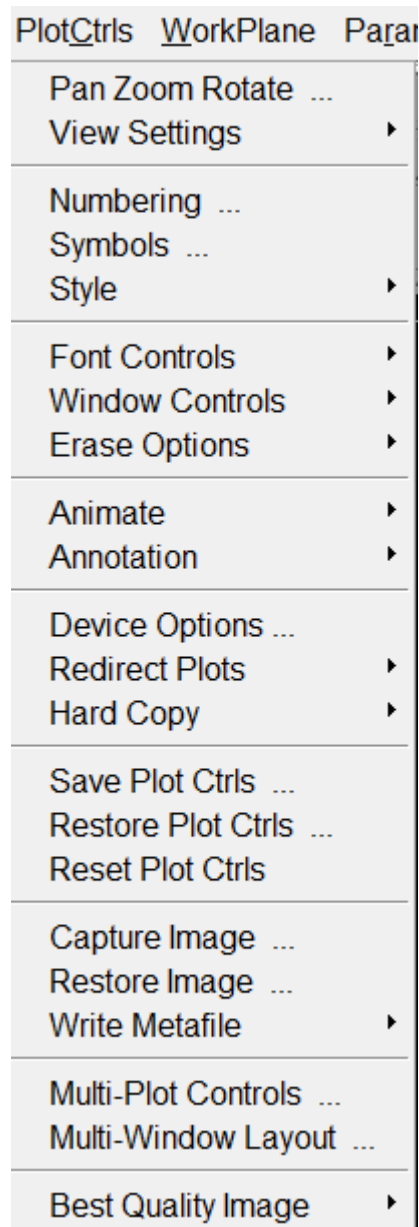 PlotCtrls WorkPlane Parar
Pan Zoom Rotate ...
View Settings
Numbering ...
Symbols ...
Style
Font Controls
Window Controls
Erase Options
Animate
Annotation
Device Options ...
Redirect Plots
Hard Copy
Save Plot Ctrls ...
Restore Plot Ctrls ...
Reset Plot Ctrls
Capture Image ...
Restore Image ...
Write Metafile
Multi-Plot Controls ...
Multi-Window Layout ...
Best Quality Image